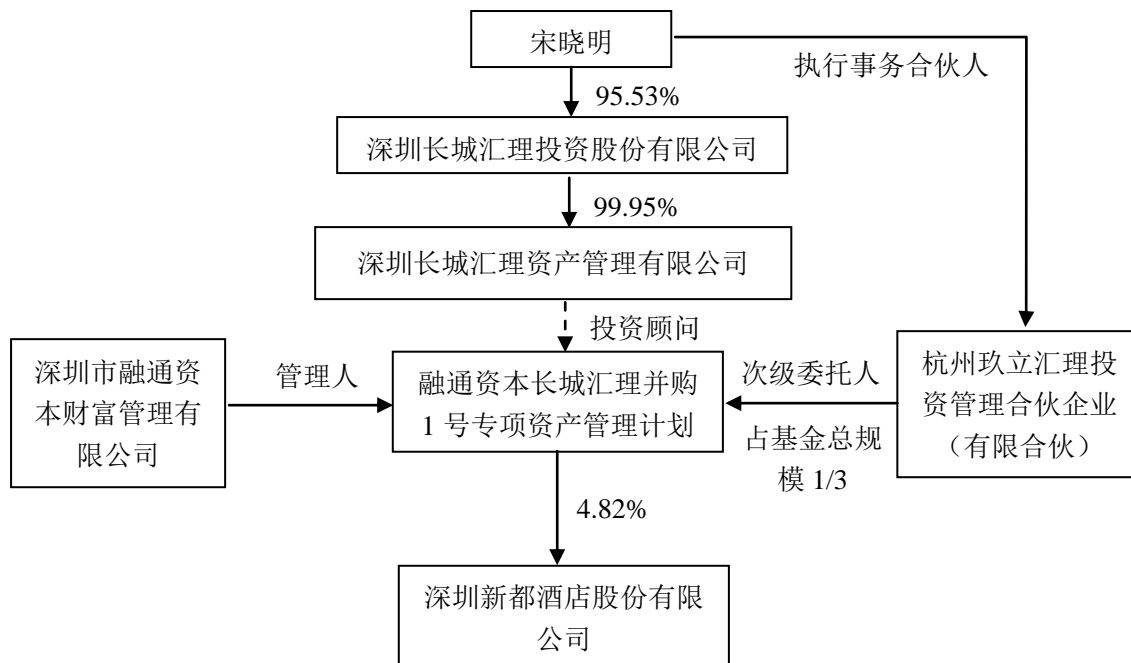 宋晓明
执行事务合伙人
95.53%
深圳长城汇理投资股份有限公司
99.95%
深圳长城汇理资产管理有限公司
投资顾问
深圳市融通资
本财富管理有
限公司
管理人
融通资本长城汇理并购
1 号专项资产管理计划
次级委托人
占基金总规
模 1/3
杭州玖立汇理投
资管理合伙企业
（有限合伙）
4.82%
深圳新都酒店股份有限
公司